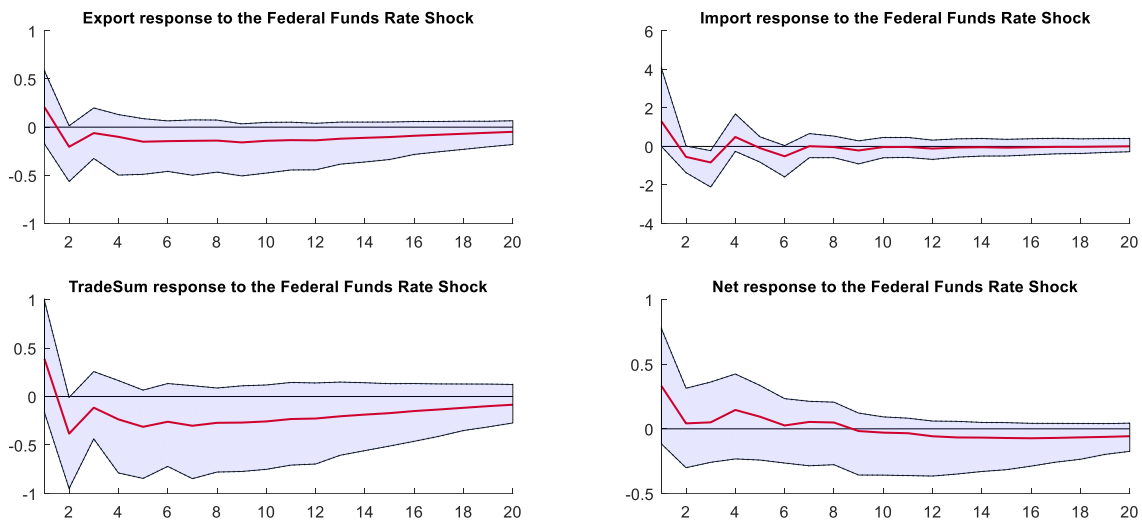 Export response to the Federal Funds Rate Shock
1
0.5
0
-0.5
-1
2 4 6 8 10 12 14 16 18 20
Import response to the Federal Funds Rate Shock
6
4
2
0
-2
-4
2 4 6 8 10 12 14 16 18 20
TradeSum response to the Federal Funds Rate Shock
1
0.5
0
-0.5
-1
2 4 6 8 10 12 14 16 18 20
Net response to the Federal Funds Rate Shock
1
0.5
0
-0.5
2 4 6 8 10 12 14 16 18 20